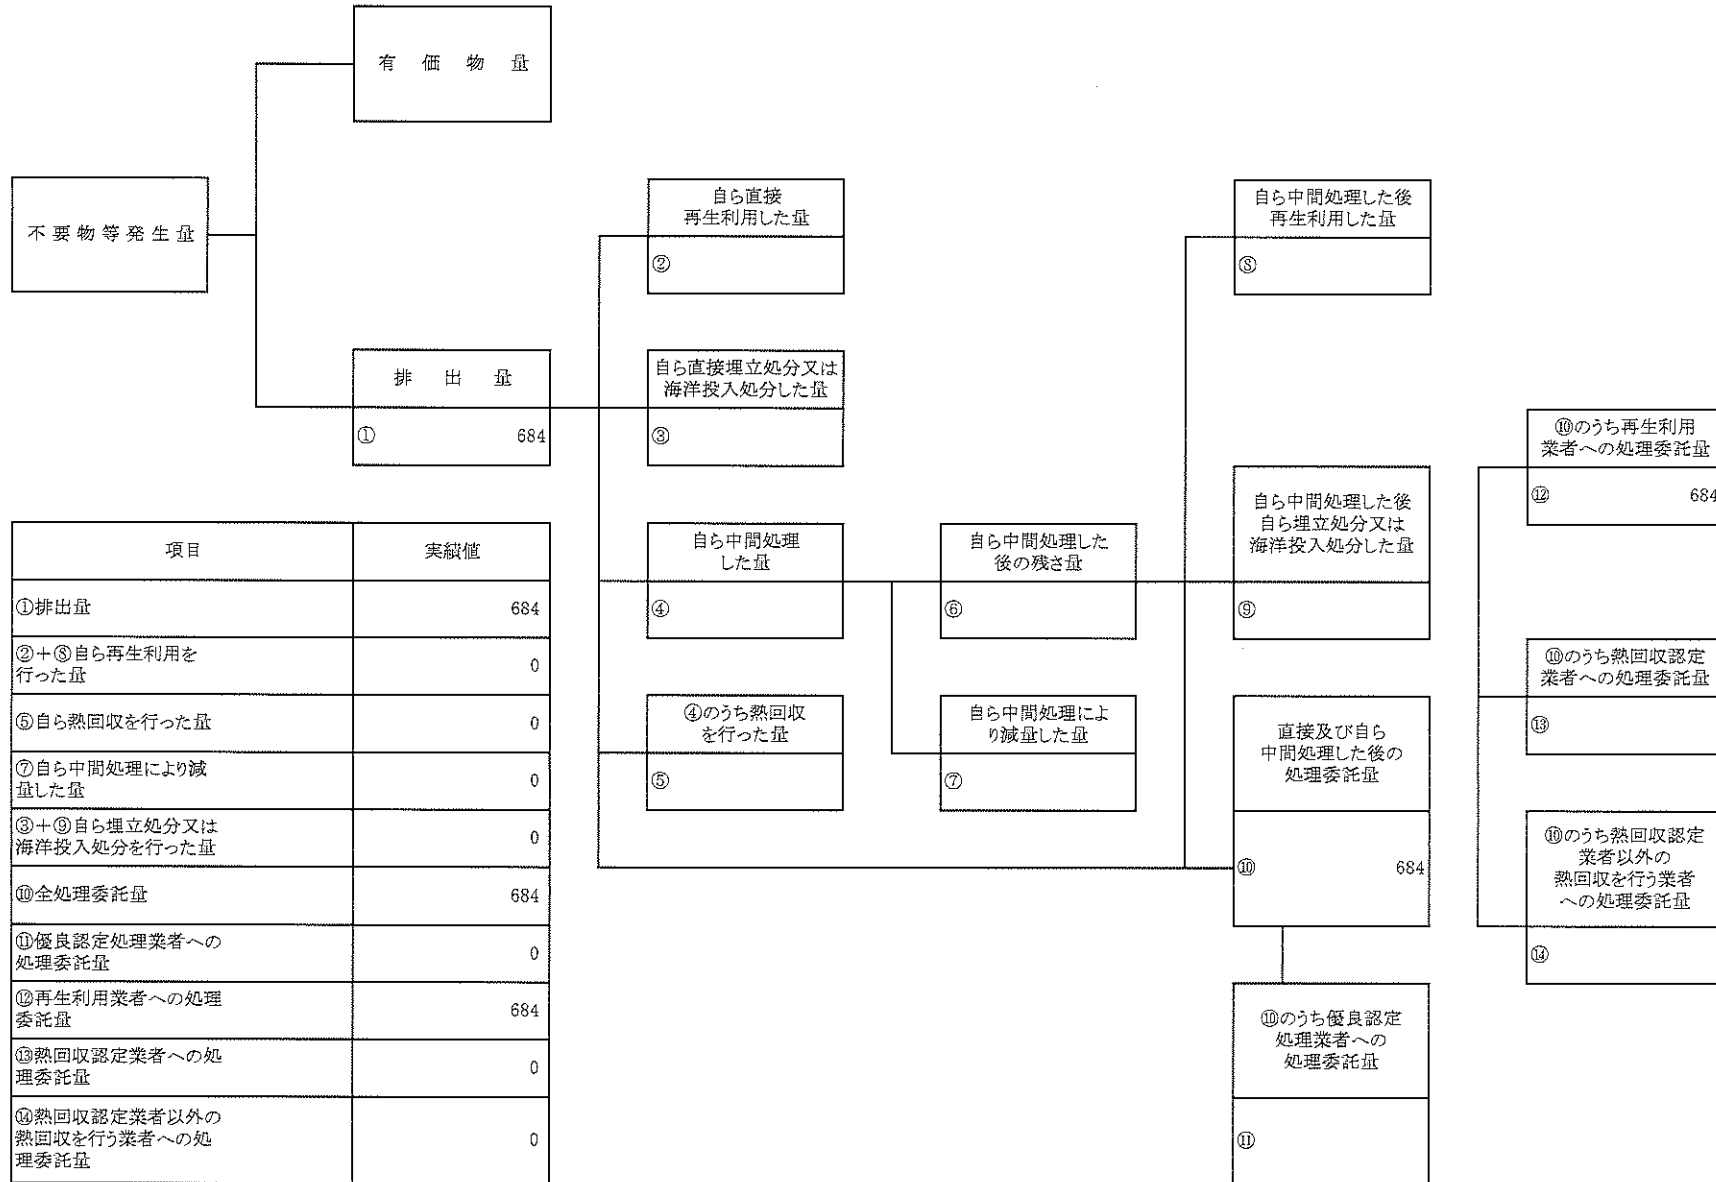 有価物量
不要物等発生量
自ら直接
再生利用した量
②
自ら中間処理した後
再生利用した量
⑧
排出量
① 684
自ら直接埋立処分又は
海洋投入処分した量
③
⑩のうち再生利用
業者への処理委託量
⑫ 684
自ら中間処理
した量
④
自ら中間処理した
後の残さ量
⑥
自ら中間処理した後
自ら埋立処分又は
海洋投入処分した量
⑨
⑩のうち熱回収認定
業者への処理委託量
⑬
④のうち熱回収
を行った量
⑤
自ら中間処理によ
り減量した量
⑦
直接及び自ら
中間処理した後の
処理委託量
⑩ 684
⑩のうち熱回収認定
業者以外の
熱回収を行う業者
への処理委託量
⑭
⑩のうち優良認定
処理業者への
処理委託量
⑪
項目 実績値
①排出量 684
②+⑧自ら再生利用を
行った量 0
⑤自ら熱回収を行った量 0
⑦自ら中間処理により減
量した量 0
③+⑨自ら埋立処分又は
海洋投入処分を行った量 0
⑩全処理委託量 684
⑪優良認定処理業者への
処理委託量 0
⑫再生利用業者への処理
委託量 684
⑬熱回収認定業者への処
理委託量 0
⑭熱回収認定業者以外の
熱回収を行う業者への処
理委託量 0